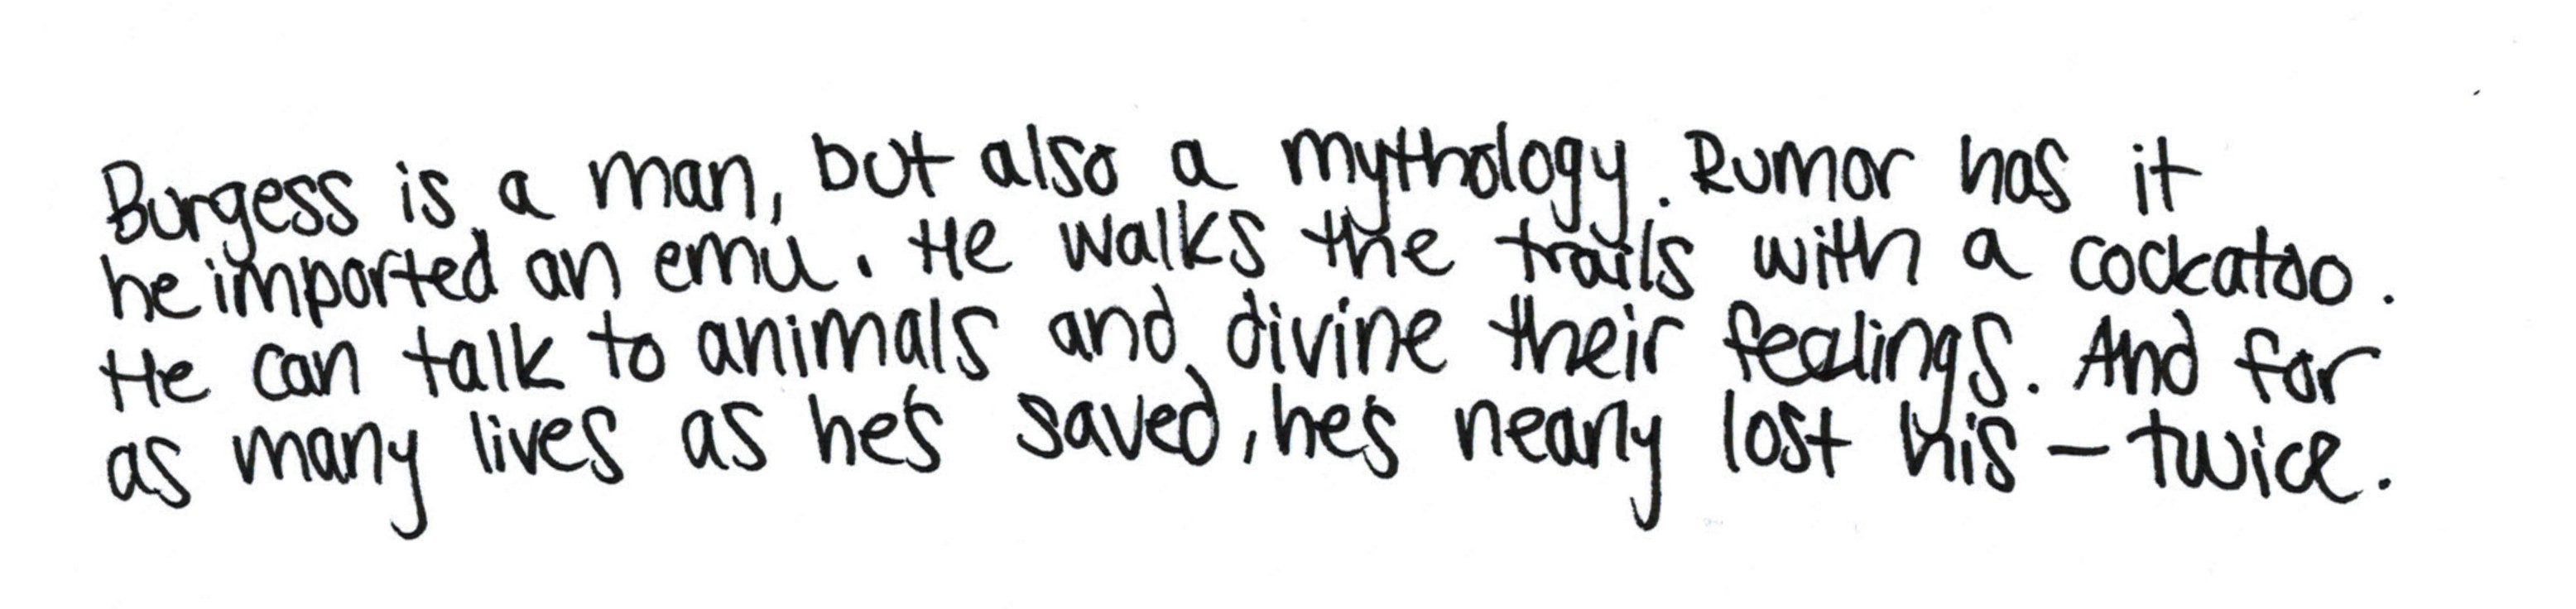 Burgess is a man, but also a mythology. Rumor has it
he imported an emu. He walks the trails with a cockatoo.
He can talk to animals and divine their feelings. And for
as many lives as he's saved, he's nearly lost his – twice.